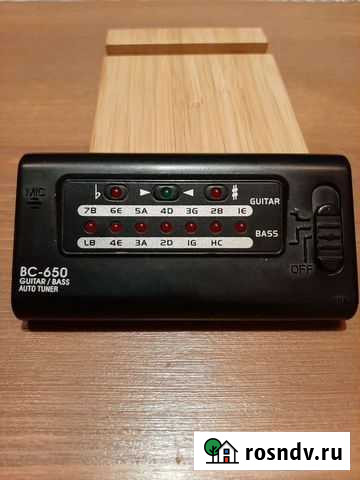 MIC
♭ ► ◄ #
7B 6E 5A 4D 3G 2B 1E GUITAR
BASS
LB 4E 3A 2D 1G HC
BC-650
GUITAR / BASS
AUTO TUNER
OFF
rosndv.ru